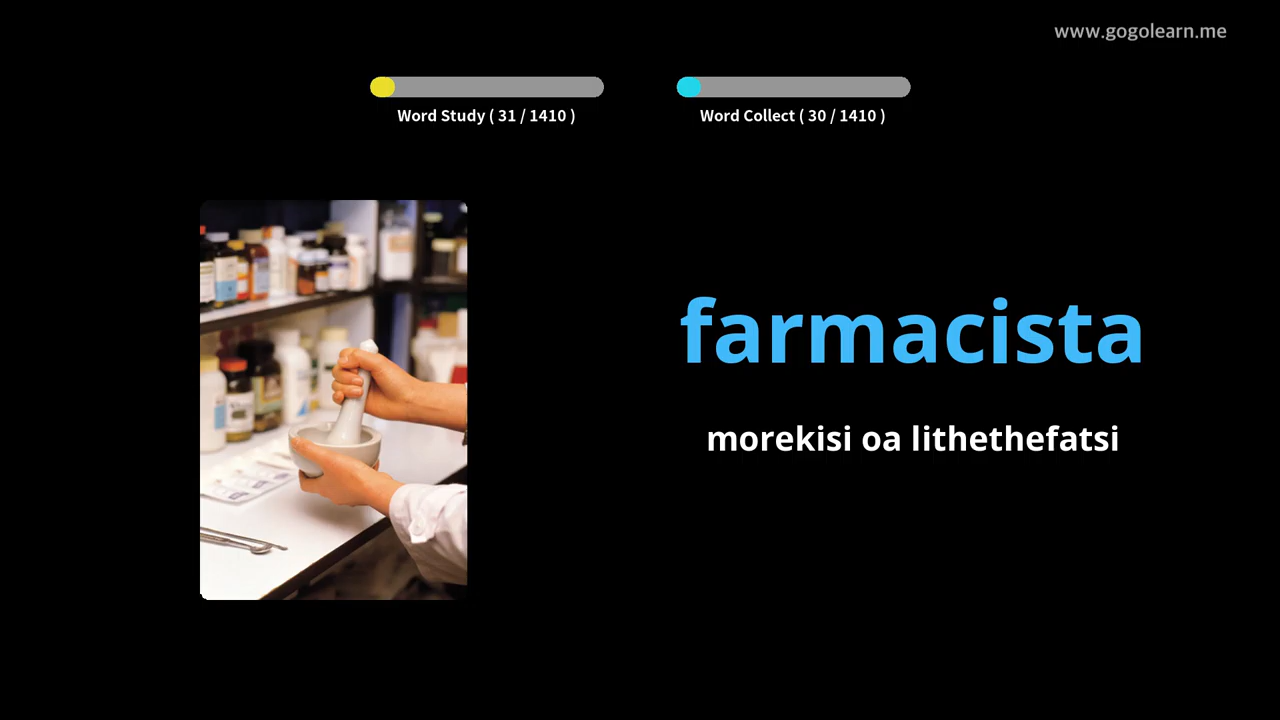 www.gogolearn.me
Word Study ( 31 / 1410 )
Word Collect ( 30 / 1410 )
farmacista
morekisi oa lithethefatsi